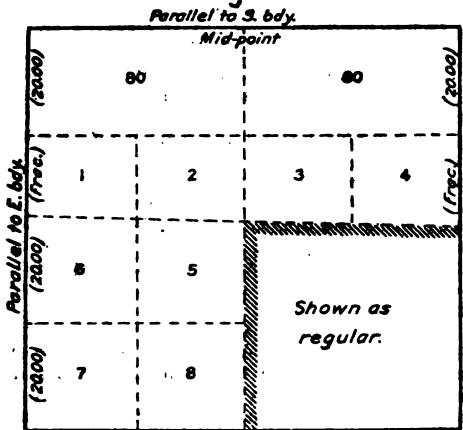 Parallel to S. bdy.
Mid-point
(20.00)
80
80
(20.00)
Parallel to E. bdy.
(Frac.)
1
2
3
4
(Frac.)
(20.00)
6
5
Shown as
regular.
(20.00)
7
8